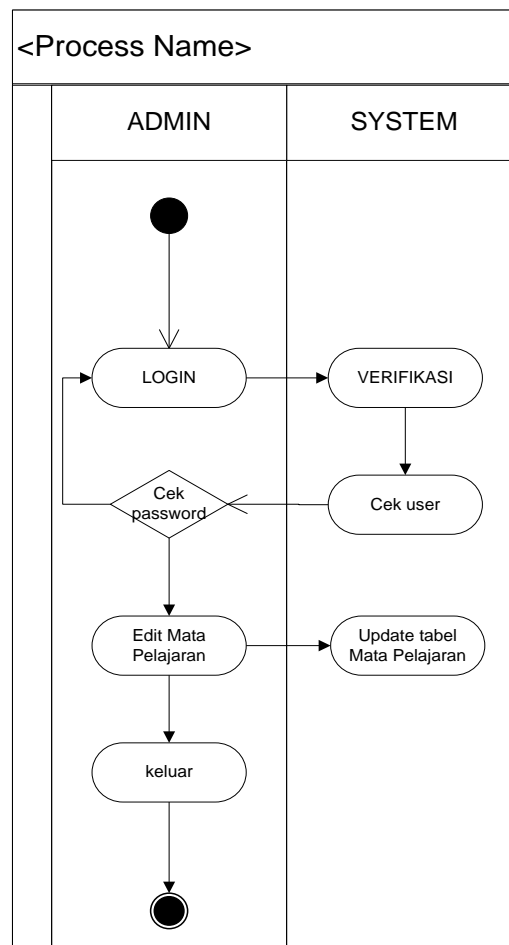 <Process Name>
ADMIN
SYSTEM
LOGIN
VERIFIKASI
Cek
password
Cek user
Edit Mata
Pelajaran
Update tabel
Mata Pelajaran
keluar